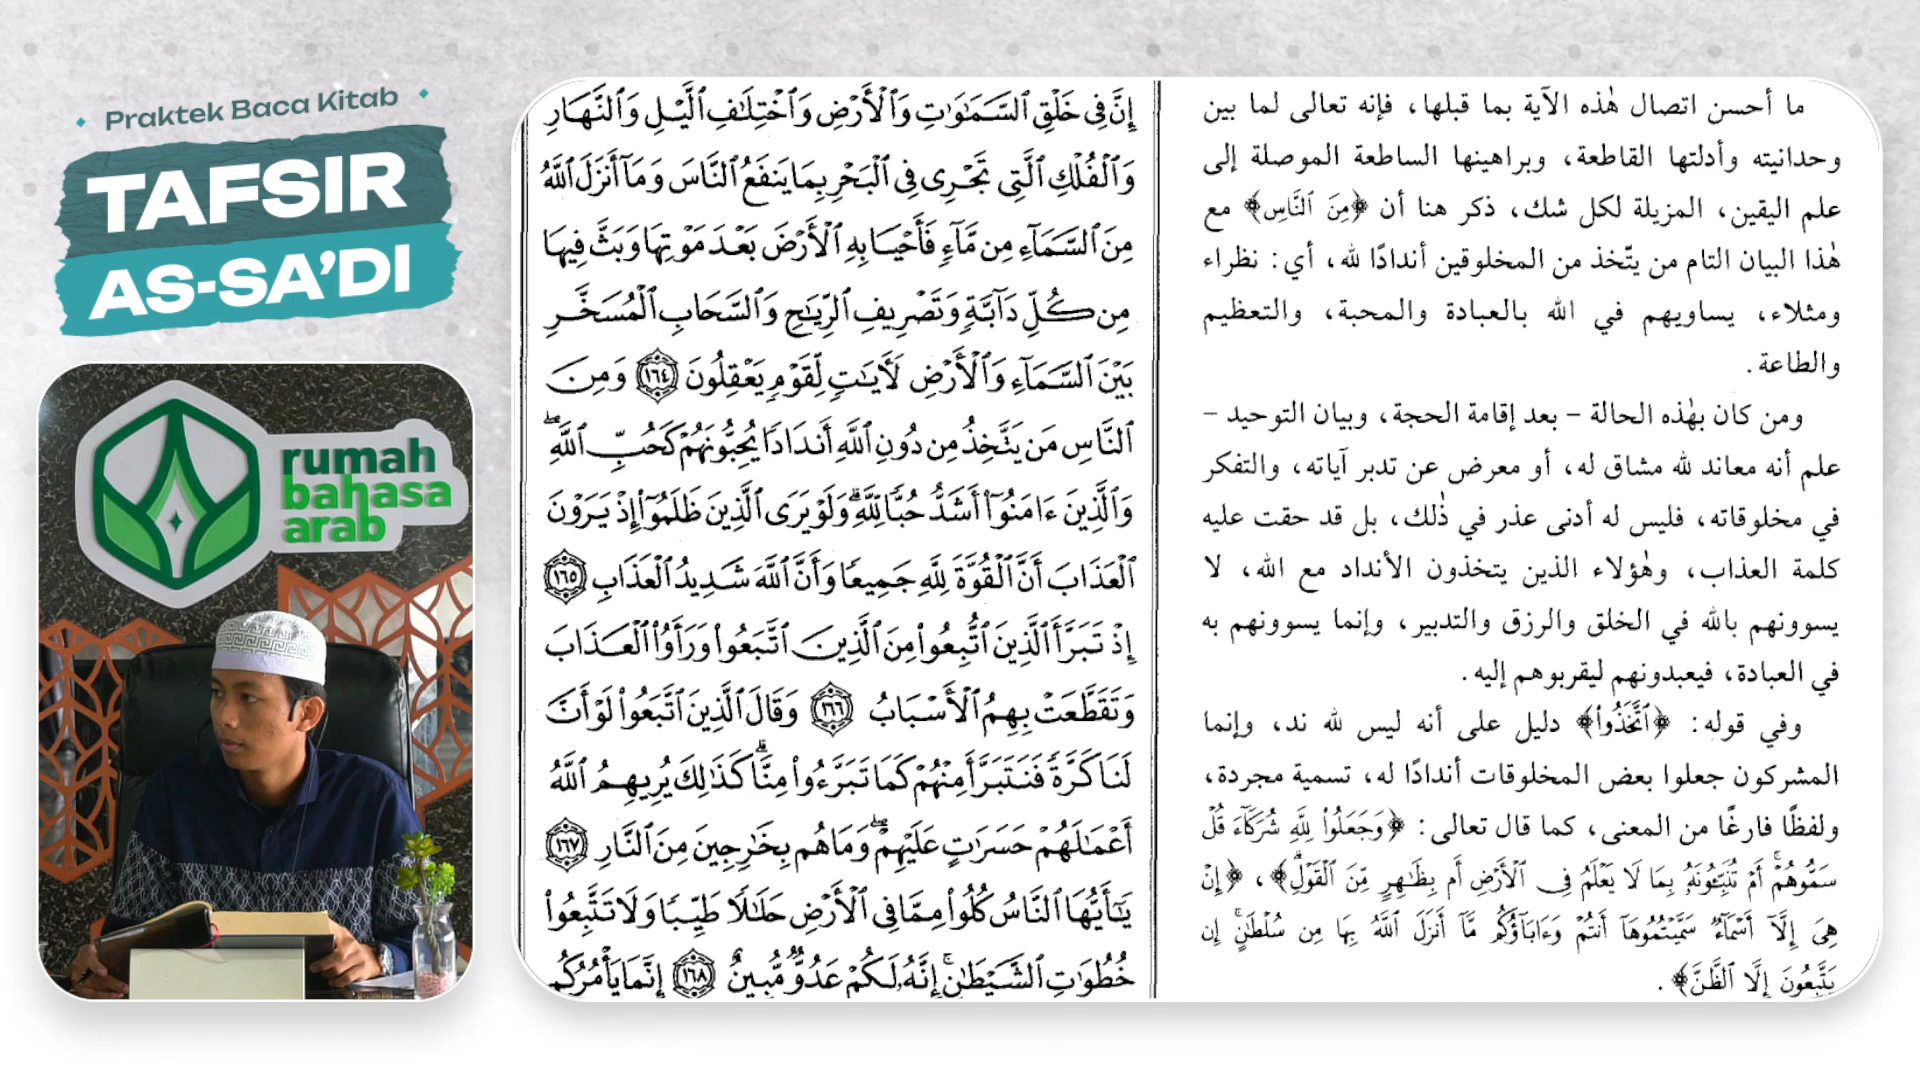 Praktek Baca Kitab
TAFSIR
AS-SA'DI
rumah
bahasa
arab
إِنَّ فِى خَلْقِ ٱلسَّمَٰوَٰتِ وَٱلْأَرْضِ وَٱخْتِلَٰفِ ٱلَّيْلِ وَٱلنَّهَارِ
وَٱلْفُلْكِ ٱلَّتِى تَجْرِى فِى ٱلْبَحْرِ بِمَا يَنفَعُ ٱلنَّاسَ وَمَآ أَنزَلَ ٱللَّهُ
مِنَ ٱلسَّمَآءِ مِن مَّآءٍ فَأَحْيَا بِهِ ٱلْأَرْضَ بَعْدَ مَوْتِهَا وَبَثَّ فِيهَا
مِن كُلِّ دَآبَّةٍ وَتَصْرِيفِ ٱلرِّيَٰحِ وَٱلسَّحَابِ ٱلْمُسَخَّرِ
بَيْنَ ٱلسَّمَآءِ وَٱلْأَرْضِ لَأَيَٰتٍ لِّقَوْمٍ يَعْقِلُونَ ١٦٤ وَمِنَ
ٱلنَّاسِ مَن يَتَّخِذُ مِن دُونِ ٱللَّهِ أَندَادًا يُحِبُّونَهُمْ كَحُبِّ ٱللَّهِۖ
وَٱلَّذِينَ ءَامَنُوٓا۟ أَشَدُّ حُبًّا لِّلَّهِۗ وَلَوْ يَرَى ٱلَّذِينَ ظَلَمُوٓا۟ إِذْ يَرَوْنَ
ٱلْعَذَابَ أَنَّ ٱلْقُوَّةَ لِلَّهِ جَمِيعًا وَأَنَّ ٱللَّهَ شَدِيدُ ٱلْعَذَابِ ١٦٥
إِذْ تَبَرَّأَ ٱلَّذِينَ ٱتُّبِعُوا۟ مِنَ ٱلَّذِينَ ٱتَّبَعُوا۟ وَرَأَوُا۟ ٱلْعَذَابَ
وَتَقَطَّعَتْ بِهِمُ ٱلْأَسْبَابُ ١٦٦ وَقَالَ ٱلَّذِينَ ٱتَّبَعُوا۟ لَوْ أَنَّ
لَنَا كَرَّةً فَنَتَبَرَّأَ مِنْهُمْ كَمَا تَبَرَّءُوا۟ مِنَّاۗ كَذَٰلِكَ يُرِيهِمُ ٱللَّهُ
أَعْمَٰلَهُمْ حَسَرَٰتٍ عَلَيْهِمْۖ وَمَا هُم بِخَٰرِجِينَ مِنَ ٱلنَّارِ ١٦٧
يَٰٓأَيُّهَا ٱلنَّاسُ كُلُوا۟ مِمَّا فِى ٱلْأَرْضِ حَلَٰلًا طَيِّبًا وَلَا تَتَّبِعُوا۟
خُطُوَٰتِ ٱلشَّيْطَٰنِۚ إِنَّهُۥ لَكُمْ عَدُوٌّ مُّبِينٌ ١٦٨ إِنَّمَا يَأْمُرُكُم
ما أحسن اتصال هٰذه الآية بما قبلها، فإنه تعالى لما بين
وحدانيته وأدلتها القاطعة، وبراهينها الساطعة الموصلة إلى
علم اليقين، المزيلة لكل شك، ذكر هنا أن ﴿مِنَ ٱلنَّاسِ﴾ مع
هٰذا البيان التام من يتّخذ من المخلوقين أندادًا لله، أي: نظراء
ومثلاء، يساويهم في الله بالعبادة والمحبة، والتعظيم
والطاعة.
ومن كان بهٰذه الحالة – بعد إقامة الحجة، وبيان التوحيد –
علم أنه معاند لله مشاق له، أو معرض عن تدبر آياته، والتفكر
في مخلوقاته، فليس له أدنى عذر في ذٰلك، بل قد حقت عليه
كلمة العذاب، وهٰؤلاء الذين يتخذون الأنداد مع الله، لا
يسوونهم بالله في الخلق والرزق والتدبير، وإنما يسوونهم به
في العبادة، فيعبدونهم ليقربوهم إليه.
وفي قوله: ﴿ٱتَّخَذُوا۟﴾ دليل على أنه ليس لله ند، وإنما
المشركون جعلوا بعض المخلوقات أندادًا له، تسمية مجردة،
ولفظًا فارغًا من المعنى، كما قال تعالى: ﴿وَجَعَلُوا۟ لِلَّهِ شُرَكَآءَ قُلْ
سَمُّوهُمْۚ أَمْ تُنَبِّـُٔونَهُۥ بِمَا لَا يَعْلَمُ فِى ٱلْأَرْضِ أَم بِظَٰهِرٍ مِّنَ ٱلْقَوْلِۗ﴾، ﴿إِنْ
هِىَ إِلَّآ أَسْمَآءٌ سَمَّيْتُمُوهَآ أَنتُمْ وَءَابَآؤُكُم مَّآ أَنزَلَ ٱللَّهُ بِهَا مِن سُلْطَٰنٍۚ إِن
يَتَّبِعُونَ إِلَّا ٱلظَّنَّ﴾.